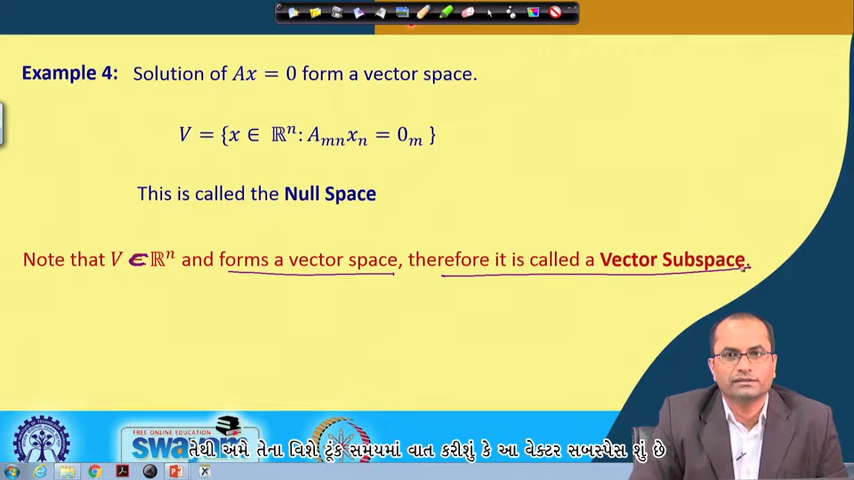 Example 4: Solution of Ax = 0 form a vector space.
V = {x ∈ ℝⁿ: Aₘₙxₙ = 0ₘ }
This is called the Null Space
Note that V ∈ ℝⁿ and forms a vector space, therefore it is called a Vector Subspace.
FREE ONLINE EDUCATION
swayam
તેથી અમે તેના વિશે ટૂંક સમયમાં વાત કરીશું કે આ વેક્ટર સબસ્પેસ શું છે